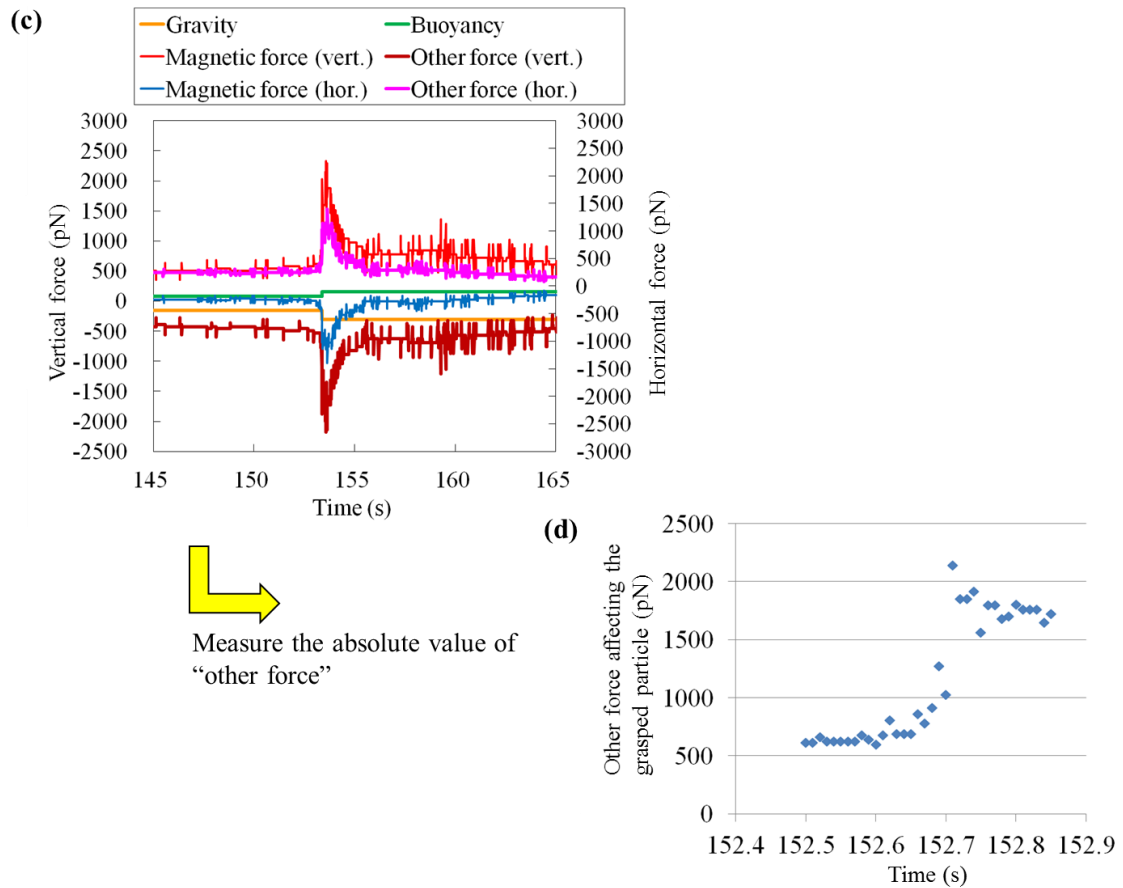 (c)
Gravity
Buoyancy
Magnetic force (vert.)
Other force (vert.)
Magnetic force (hor.)
Other force (hor.)
Vertical force (pN)
3000
2500
2000
1500
1000
500
0
-500
-1000
-1500
-2000
-2500
Horizontal force (pN)
3000
2500
2000
1500
1000
500
0
-500
-1000
-1500
-2000
-2500
-3000
145 150 155 160 165
Time (s)
Measure the absolute value of
“other force”
(d)
Other force affecting the
grasped particle (pN)
2500
2000
1500
1000
500
0
152.4 152.5 152.6 152.7 152.8 152.9
Time (s)